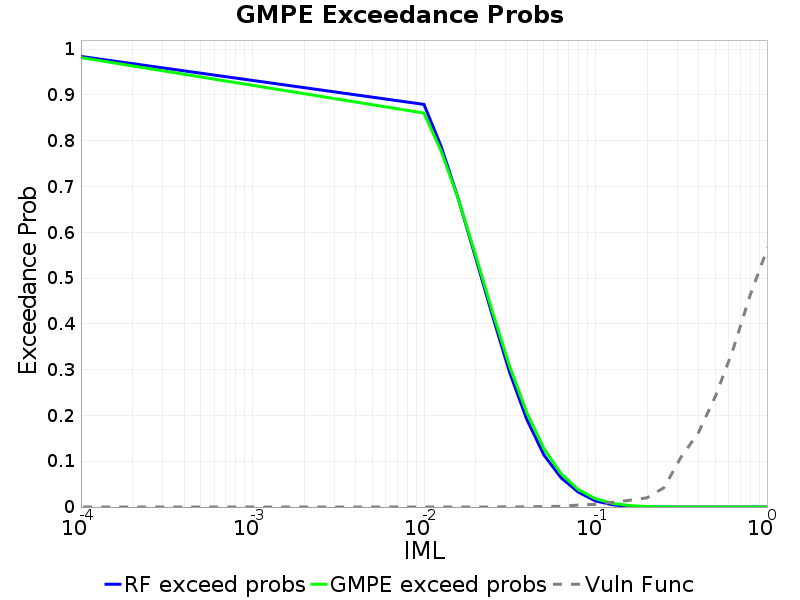 GMPE Exceedance Probs
Exceedance Prob
1
0.9
0.8
0.7
0.6
0.5
0.4
0.3
0.2
0.1
0
10^-4 10^-3 10^-2 10^-1 10^0
IML
RF exceed probs GMPE exceed probs Vuln Func